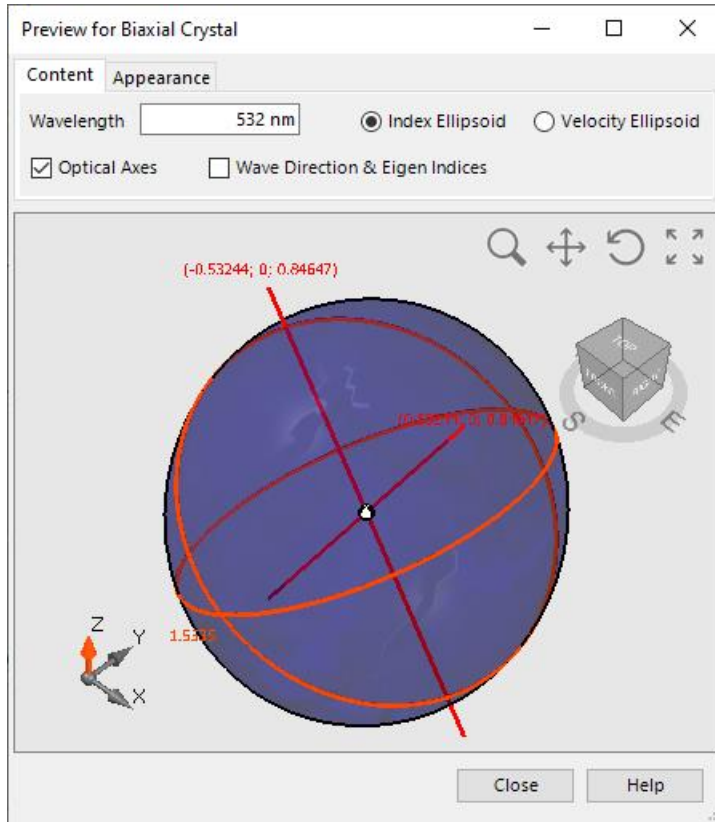 Preview for Biaxial Crystal
Content Appearance
Wavelength 532 nm Index Ellipsoid Velocity Ellipsoid
Optical Axes Wave Direction & Eigen Indices
(-0.53244; 0; 0.84647)
TOP
S E
Z
Y
X
Close Help